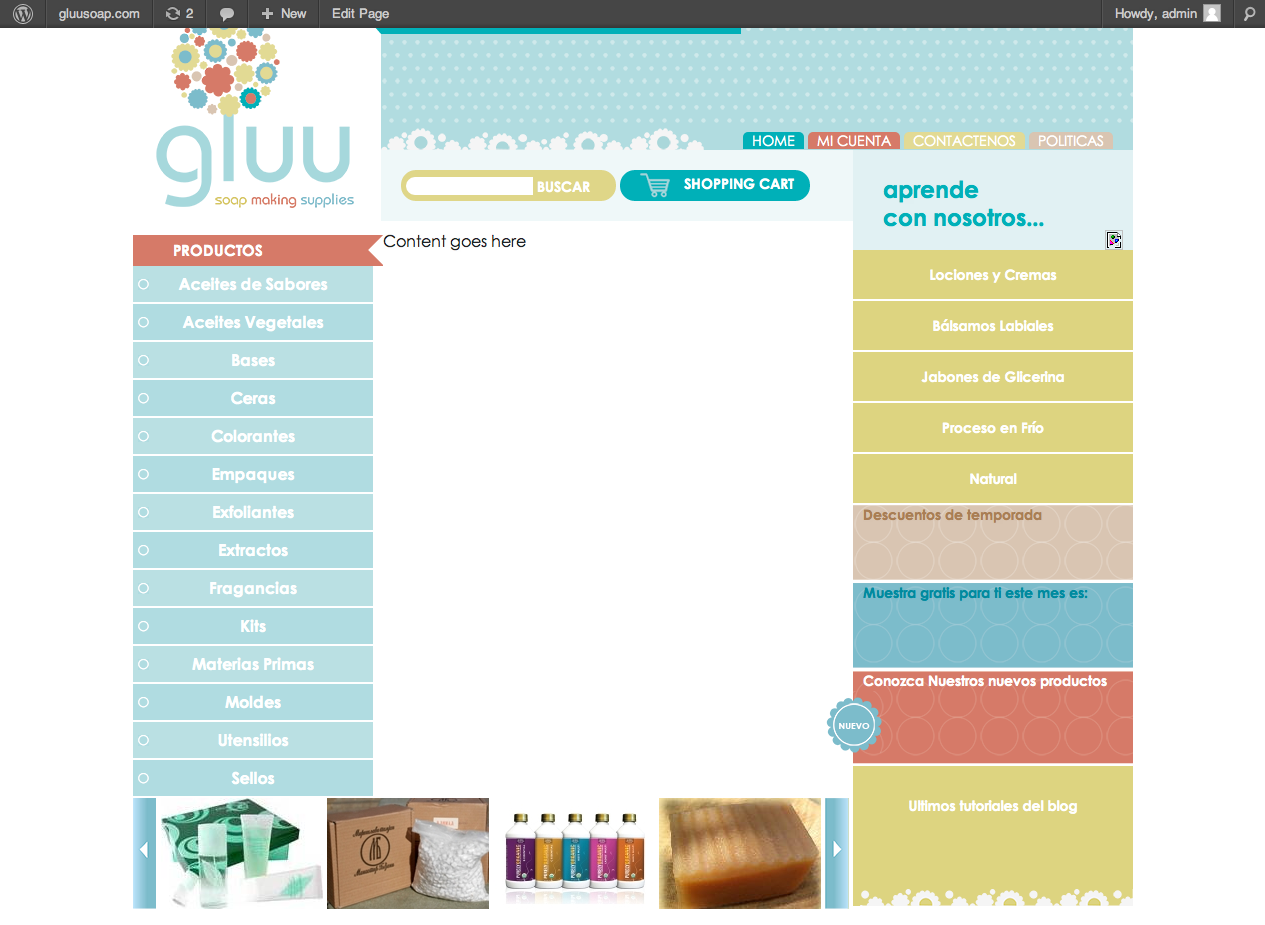 gluusoap.com 2 New Edit Page Howdy, admin
gluu
soap making supplies
HOME MI CUENTA CONTACTENOS POLITICAS
BUSCAR SHOPPING CART
aprende
con nosotros...
PRODUCTOS
Aceites de Sabores
Aceites Vegetales
Bases
Ceras
Colorantes
Empaques
Exfoliantes
Extractos
Fragancias
Kits
Materias Primas
Moldes
Utensilios
Sellos
Content goes here
Lociones y Cremas
Bálsamos Labiales
Jabones de Glicerina
Proceso en Frío
Natural
Descuentos de temporada
Muestra gratis para ti este mes es:
Conozca Nuestros nuevos productos
NUEVO
Ultimos tutoriales del blog